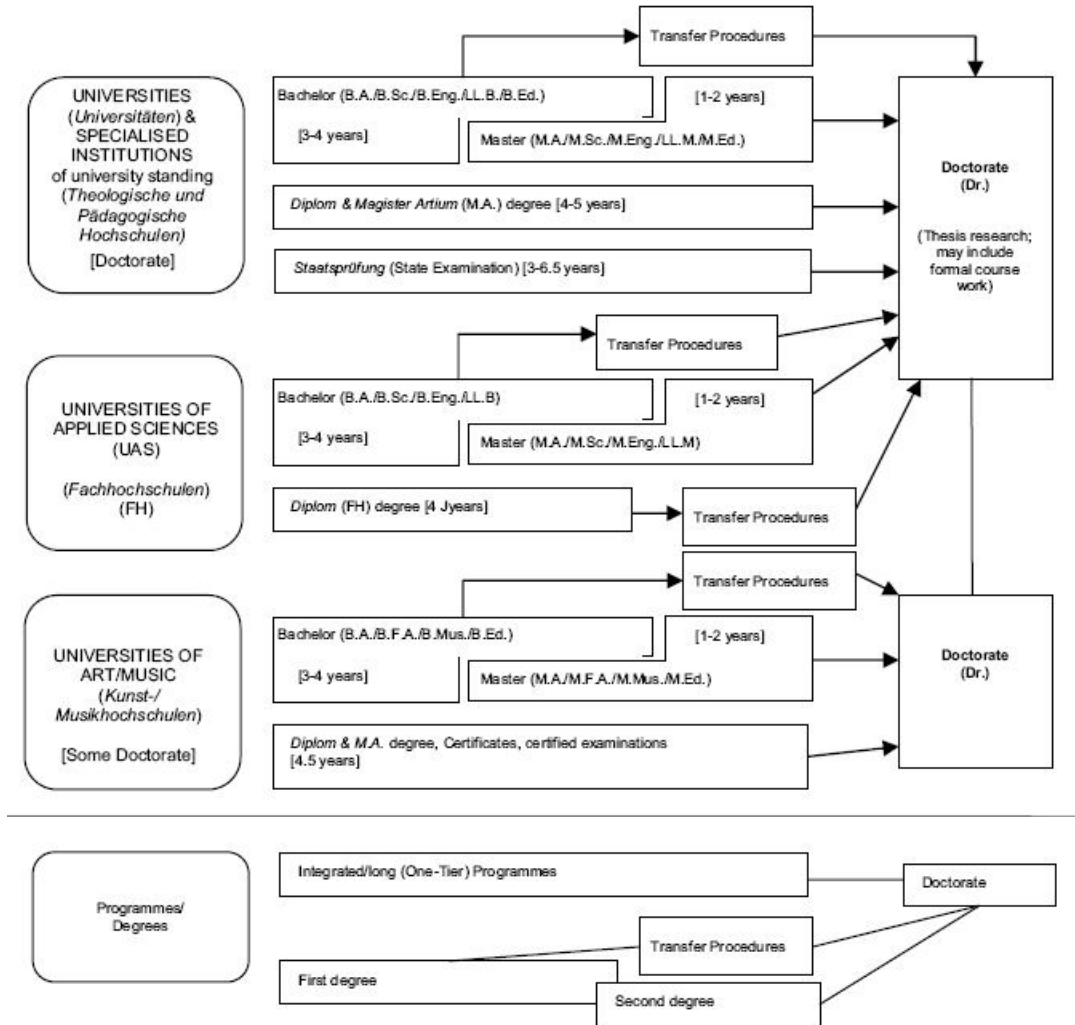 Transfer Procedures
UNIVERSITIES
(Universitäten) &
SPECIALISED
INSTITUTIONS
of university standing
(Theologische und
Pädagogische
Hochschulen)
[Doctorate]
Bachelor (B.A./B.Sc./B.Eng./LL.B./B.Ed.)
[3-4 years]
[1-2 years]
Master (M.A./M.Sc./M.Eng./LL.M./M.Ed.)
Diplom & Magister Artium (M.A.) degree [4-5 years]
Staatsprüfung (State Examination) [3-6.5 years]
Doctorate
(Dr.)
(Thesis research;
may include
formal course
work)
Transfer Procedures
UNIVERSITIES OF
APPLIED SCIENCES
(UAS)
(Fachhochschulen)
(FH)
Bachelor (B.A./B.Sc./B.Eng./LL.B)
[3-4 years]
[1-2 years]
Master (M.A./M.Sc./M.Eng./LL.M)
Diplom (FH) degree [4 Jyears]
Transfer Procedures
Transfer Procedures
UNIVERSITIES OF
ART/MUSIC
(Kunst-/
Musikhochschulen)
[Some Doctorate]
Bachelor (B.A./B.F.A./B.Mus./B.Ed.)
[3-4 years]
[1-2 years]
Master (M.A./M.F.A./M.Mus./M.Ed.)
Diplom & M.A. degree, Certificates, certified examinations
[4.5 years]
Doctorate
(Dr.)
Programmes/
Degrees
Integrated/long (One-Tier) Programmes
Doctorate
Transfer Procedures
First degree
Second degree